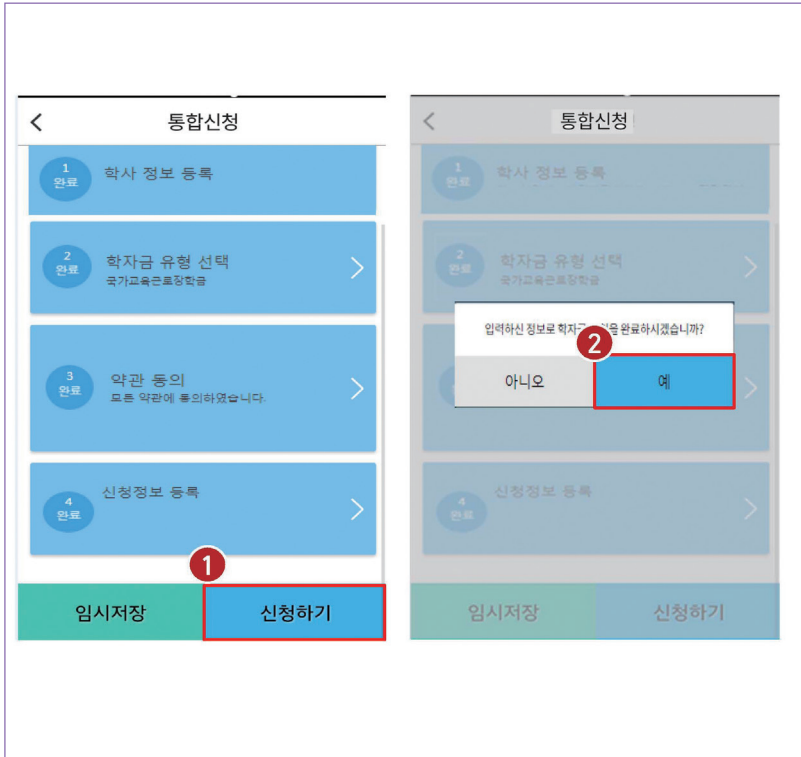 통합신청
1
완료
학사 정보 등록
2
완료
학자금 유형 선택
국가교육근로장학금
3
완료
약관 동의
모든 약관에 동의하였습니다.
4
완료
신청정보 등록
1
임시저장
신청하기
통합신청
1
완료
학사 정보 등록
2
완료
학자금 유형 선택
국가교육근로장학금
입력하신 정보로 학자금 을 완료하시겠습니까?
2
아니오
예
4
완료
신청정보 등록
임시저장
신청하기